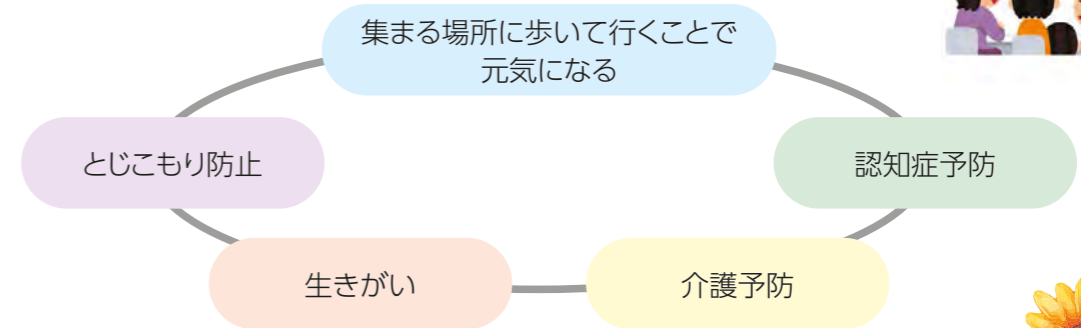 集まる場所に歩いて行くことで
元気になる
とじこもり防止
認知症予防
生きがい
介護予防